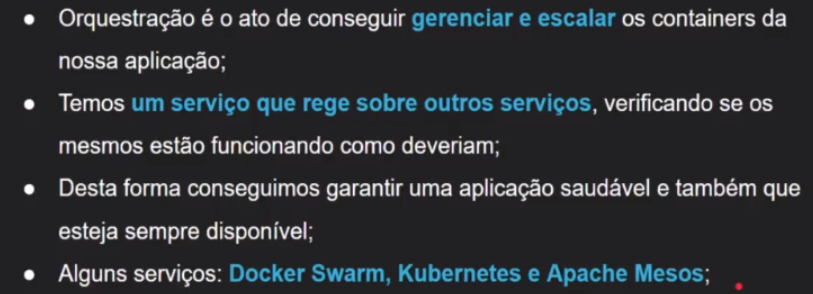 ● Orquestração é o ato de conseguir gerenciar e escalar os containers da
nossa aplicação;
● Temos um serviço que rege sobre outros serviços, verificando se os
mesmos estão funcionando como deveriam;
● Desta forma conseguimos garantir uma aplicação saudável e também que
esteja sempre disponível;
● Alguns serviços: Docker Swarm, Kubernetes e Apache Mesos;